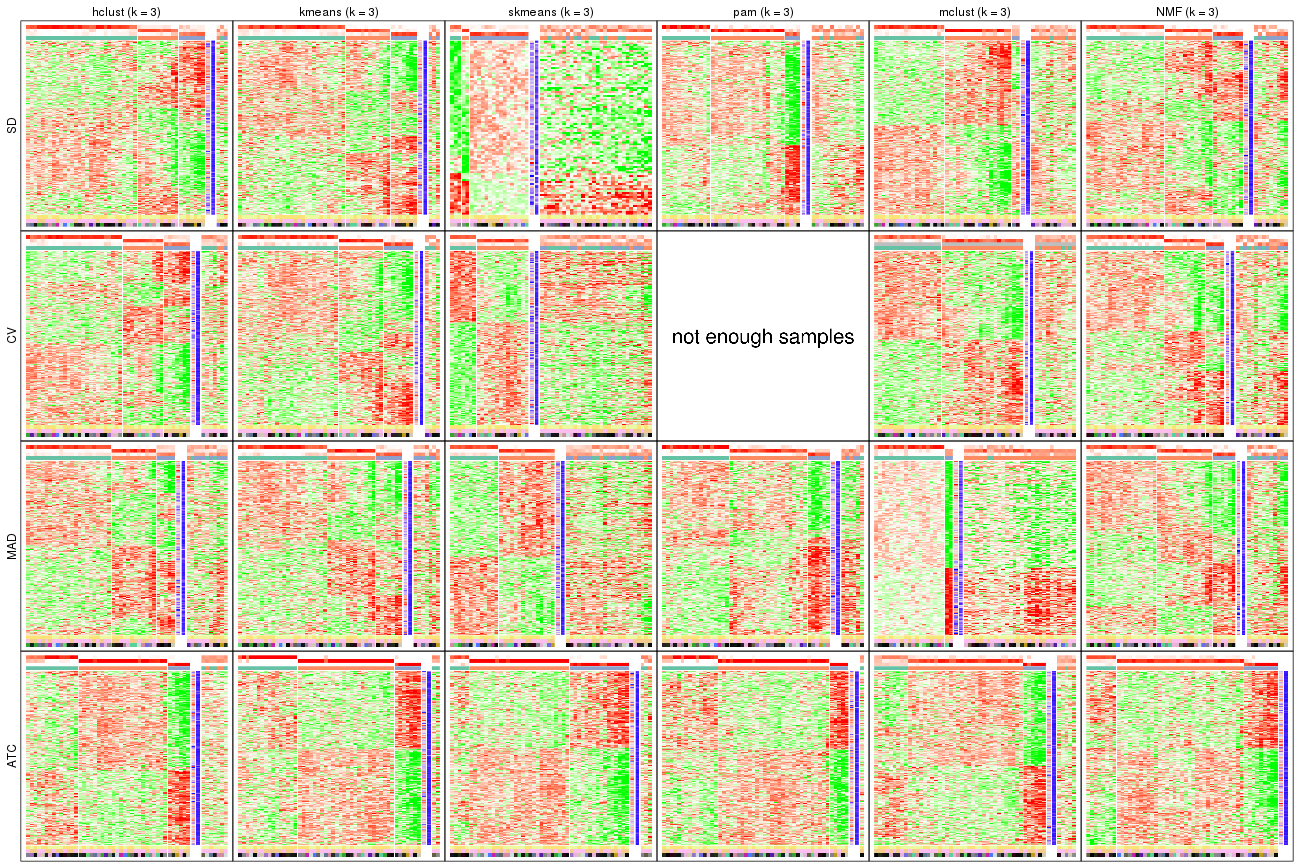 hclust (k = 3)
kmeans (k = 3)
skmeans (k = 3)
pam (k = 3)
mclust (k = 3)
NMF (k = 3)
SD
CV
not enough samples
MAD
ATC